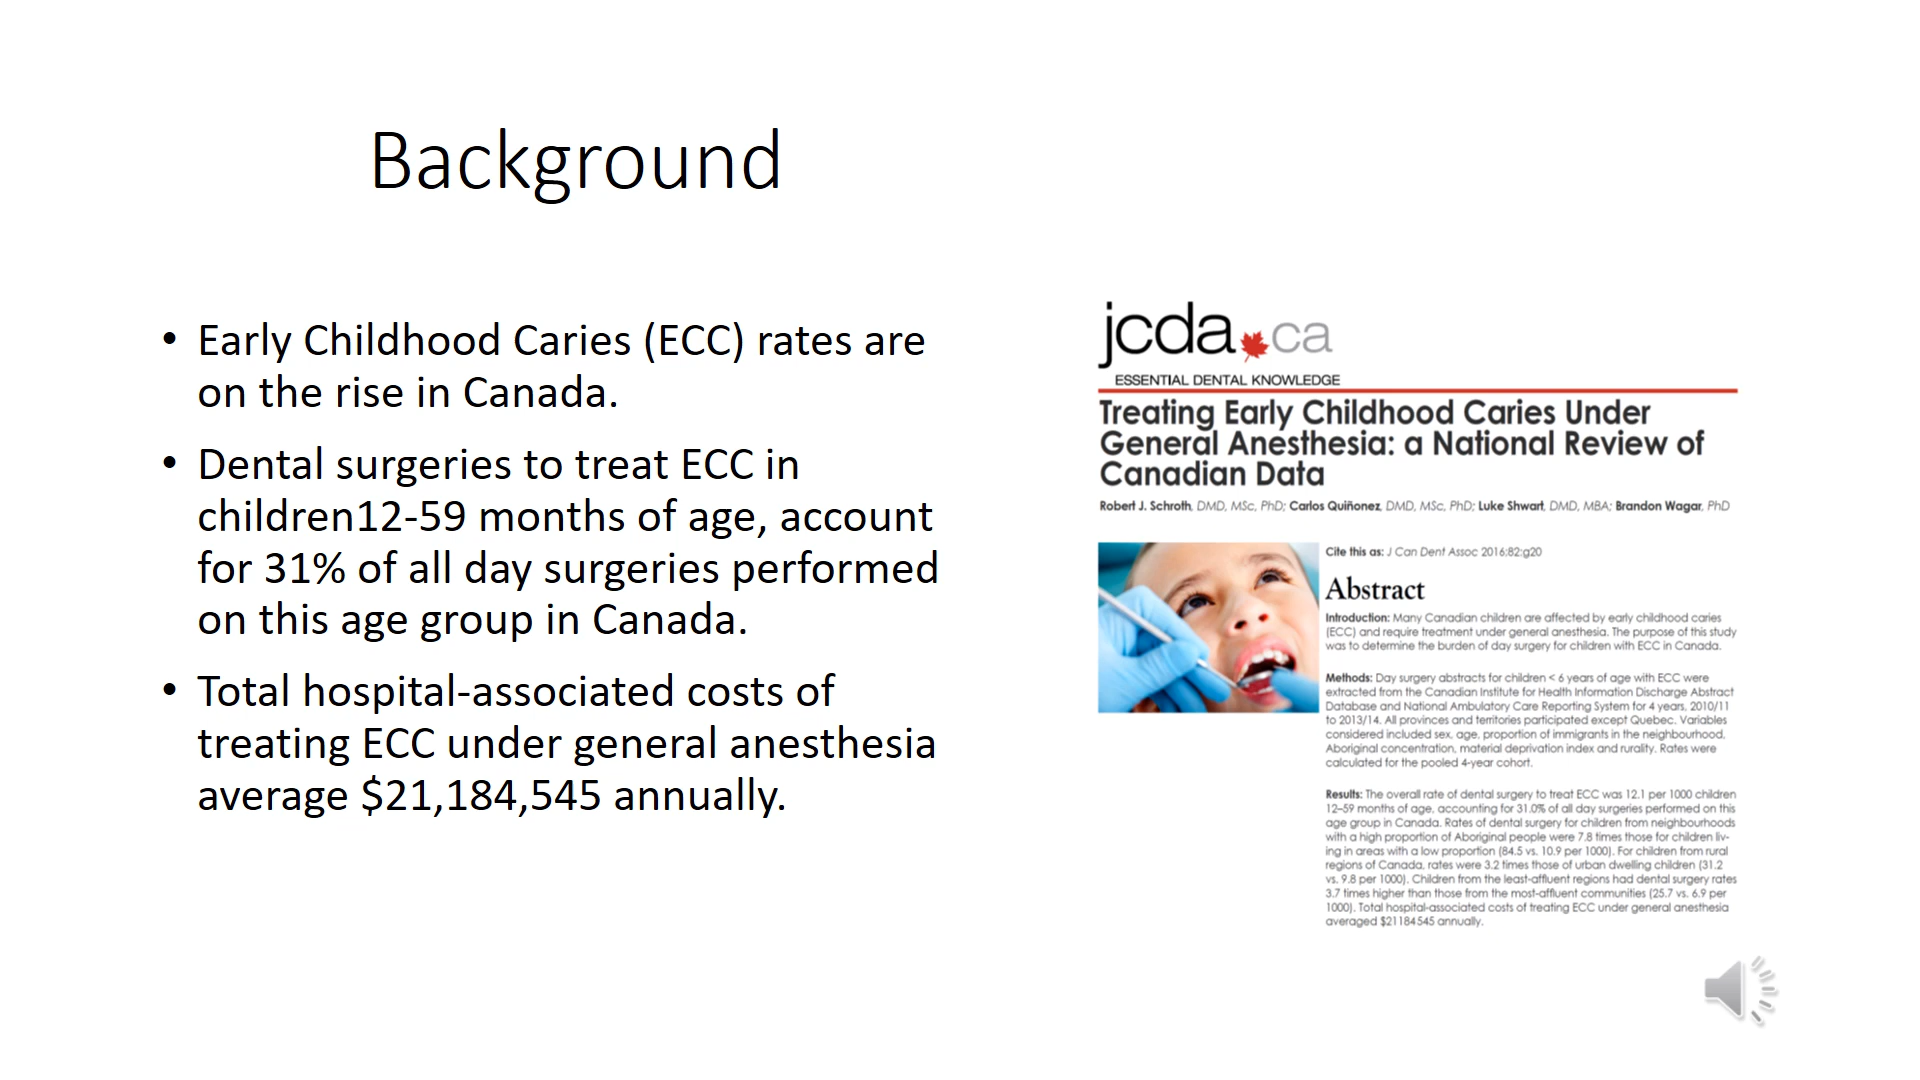 Background
• Early Childhood Caries (ECC) rates are
on the rise in Canada.
• Dental surgeries to treat ECC in
children12-59 months of age, account
for 31% of all day surgeries performed
on this age group in Canada.
• Total hospital-associated costs of
treating ECC under general anesthesia
average $21,184,545 annually.
jcda.ca
ESSENTIAL DENTAL KNOWLEDGE
Treating Early Childhood Caries Under
General Anesthesia: a National Review of
Canadian Data
Robert J. Schroth, DMD, MSc, PhD; Carlos Quiñonez, DMD, MSc, PhD; Luke Shwart, DMD, MBA; Brandon Wagar, PhD
Cite this as: J Can Dent Assoc 2016;82:g20
Abstract
Introduction: Many Canadian children are affected by early childhood caries
(ECC) and require treatment under general anesthesia. The purpose of this study
was to determine the burden of day surgery for children with ECC in Canada.
Methods: Day surgery abstracts for children < 6 years of age with ECC were
extracted from the Canadian Institute for Health Information Discharge Abstract
Database and National Ambulatory Care Reporting System for 4 years, 2010/11
to 2013/14. All provinces and territories participated except Quebec. Variables
considered included sex, age, proportion of immigrants in the neighbourhood,
Aboriginal concentration, material deprivation index and rurality. Rates were
calculated for the pooled 4-year cohort.
Results: The overall rate of dental surgery to treat ECC was 12.1 per 1000 children
12–59 months of age, accounting for 31.0% of all day surgeries performed on this
age group in Canada. Rates of dental surgery for children from neighbourhoods
with a high proportion of Aboriginal people were 7.8 times those for children liv-
ing in areas with a low proportion (84.5 vs. 10.9 per 1000). For children from rural
regions of Canada, rates were 3.2 times those of urban dwelling children (31.2
vs. 9.8 per 1000). Children from the least-affluent regions had dental surgery rates
3.7 times higher than those from the most-affluent communities (25.7 vs. 6.9 per
1000). Total hospital-associated costs of treating ECC under general anesthesia
averaged $21 184 545 annually.